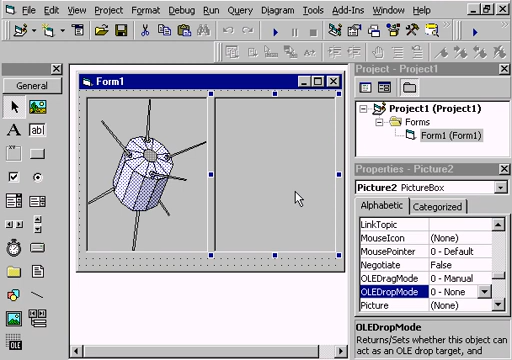 File Edit View Project Format Debug Run Query Diagram Tools Add-Ins Window Help
General
A
ab
xy
OLE
Form1
Project - Project1
Project1 (Project1)
Forms
Form1 (Form1)
Properties - Picture2
Picture2 PictureBox
Alphabetic Categorized
LinkTopic
MouseIcon (None)
MousePointer 0 - Default
Negotiate False
OLEDragMode 0 - Manual
OLEDropMode 0 - None
Picture (None)
OLEDropMode
Returns/Sets whether this object can
act as an OLE drop target, and